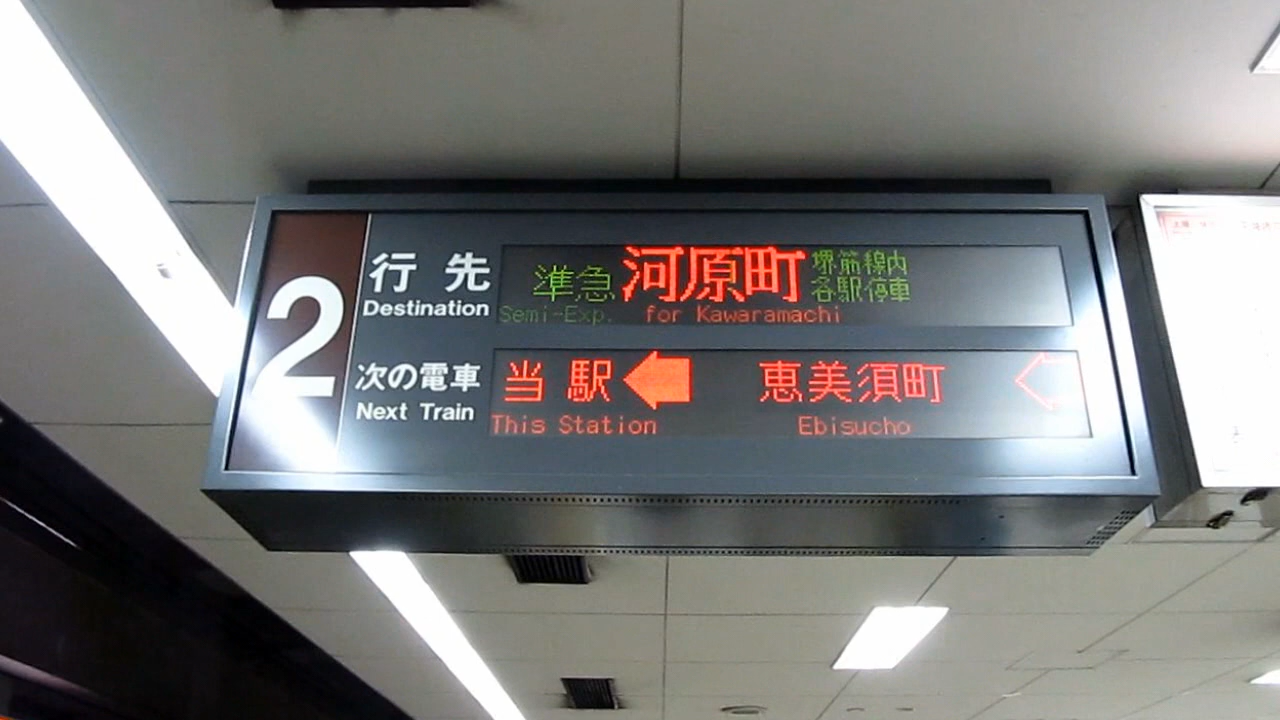 2
行 先
Destination
準急 河原町 堺筋線内
各駅停車
Semi-Exp. for Kawaramachi
次の電車
Next Train
当 駅 恵美須町
This Station Ebisucho